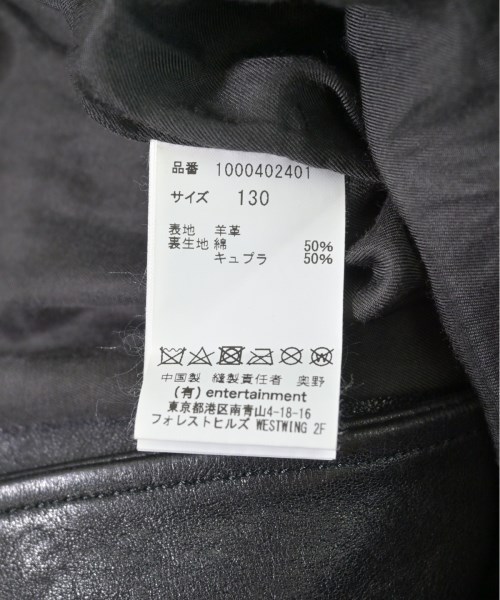 品番 1000402401
サイズ 130
表地 羊革
裏生地 綿 50%
キュプラ 50%
中国製 縫製責任者 奥野
(有) entertainment
東京都港区南青山4-18-16
フォレストヒルズ WESTWING 2F